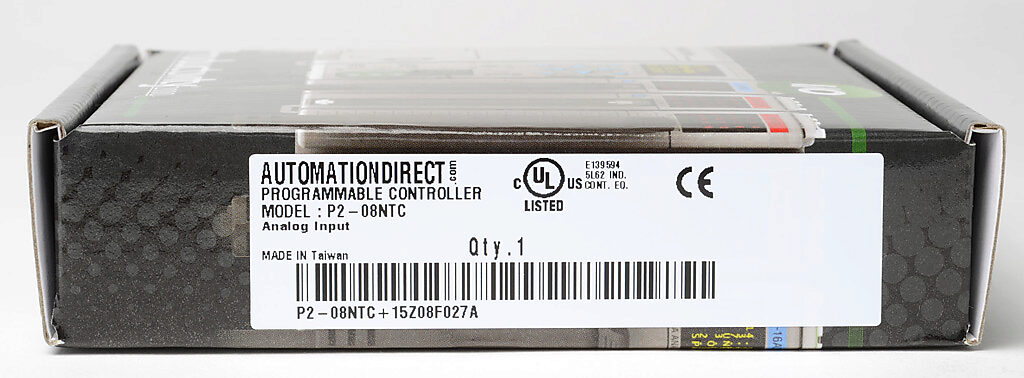 AUTOMATIONDIRECT.com
PROGRAMMABLE CONTROLLER
MODEL : P2-08NTC
Analog Input
MADE IN Taiwan
Qty.1
P2-08NTC+15Z08F027A
C UL US
LISTED
E139594
5L62 IND.
CONT. EQ.
CE
-16A